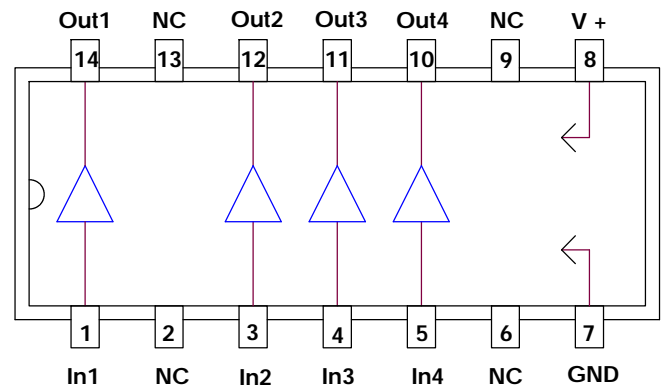 Out1 NC Out2 Out3 Out4 NC V +
14 13 12 11 10 9 8
1 2 3 4 5 6 7
In1 NC In2 In3 In4 NC GND